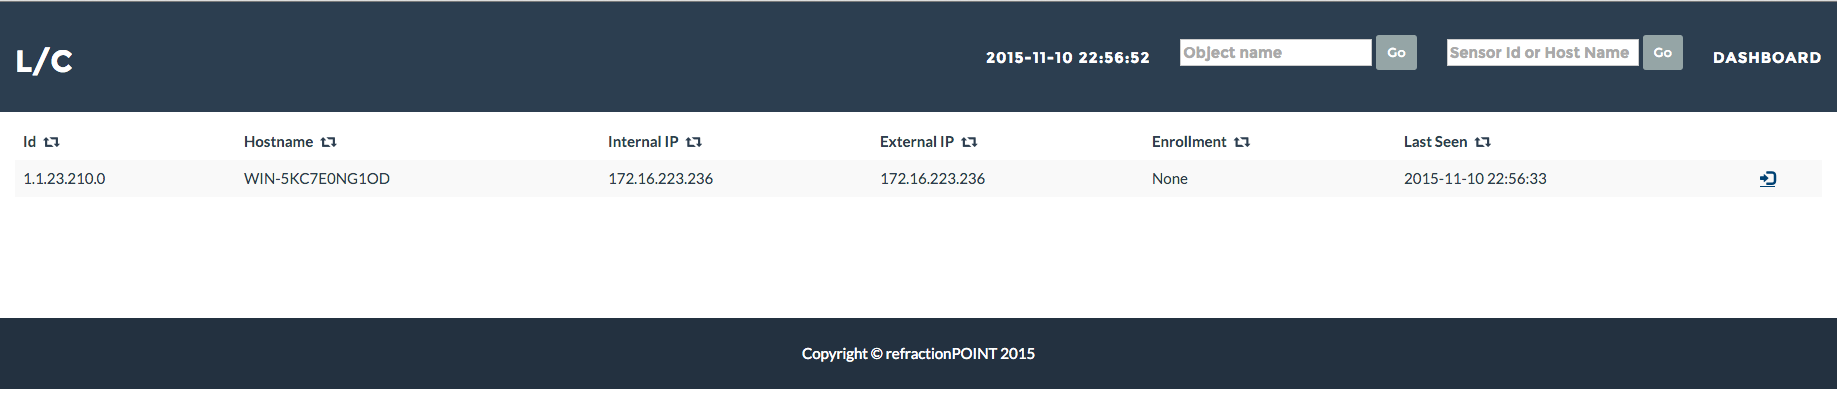 L/C
2015-11-10 22:56:52 Object name Go Sensor Id or Host Name Go DASHBOARD
Id Hostname Internal IP External IP Enrollment Last Seen
1.1.23.210.0 WIN-5KC7E0NG1OD 172.16.223.236 172.16.223.236 None 2015-11-10 22:56:33
Copyright © refractionPOINT 2015